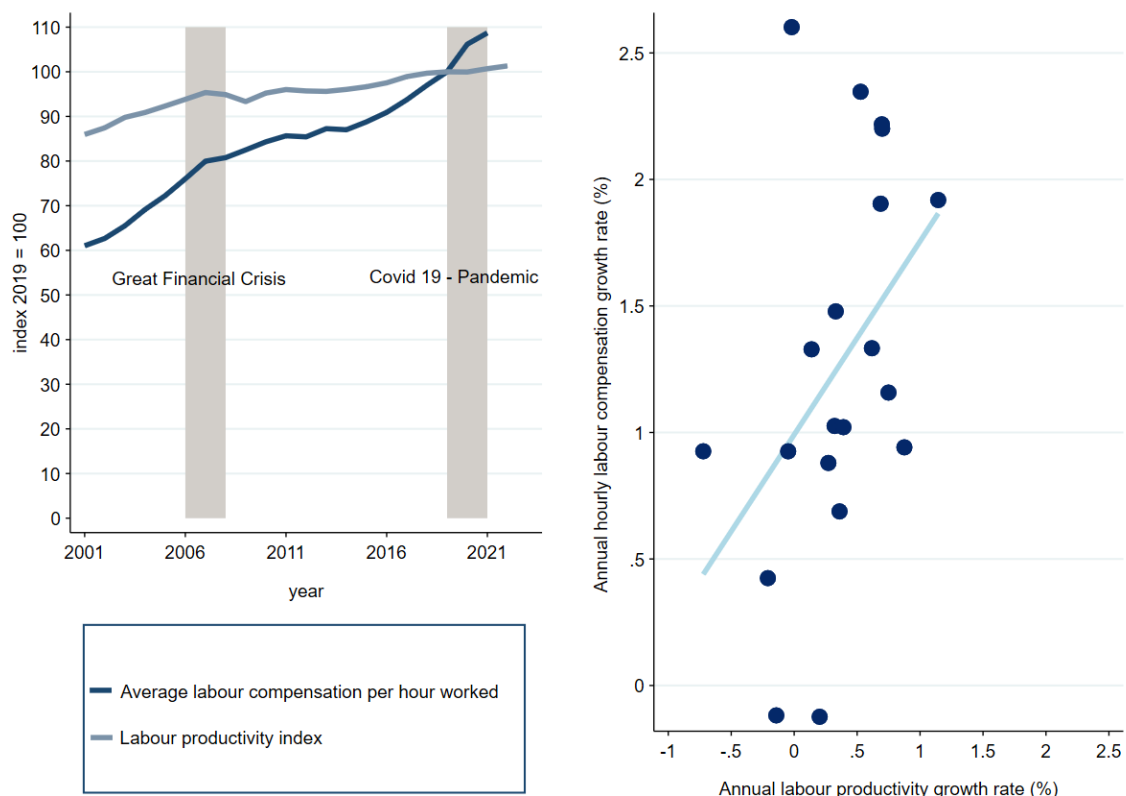 110
100
90
80
70
60
50
40
30
20
10
0
index 2019 = 100
Great Financial Crisis
Covid 19 - Pandemic
2001 2006 2011 2016 2021
year
Average labour compensation per hour worked
Labour productivity index
2.5
2
1.5
1
.5
0
Annual hourly labour compensation growth rate (%)
-1 -.5 0 .5 1 1.5 2 2.5
Annual labour productivity growth rate (%)